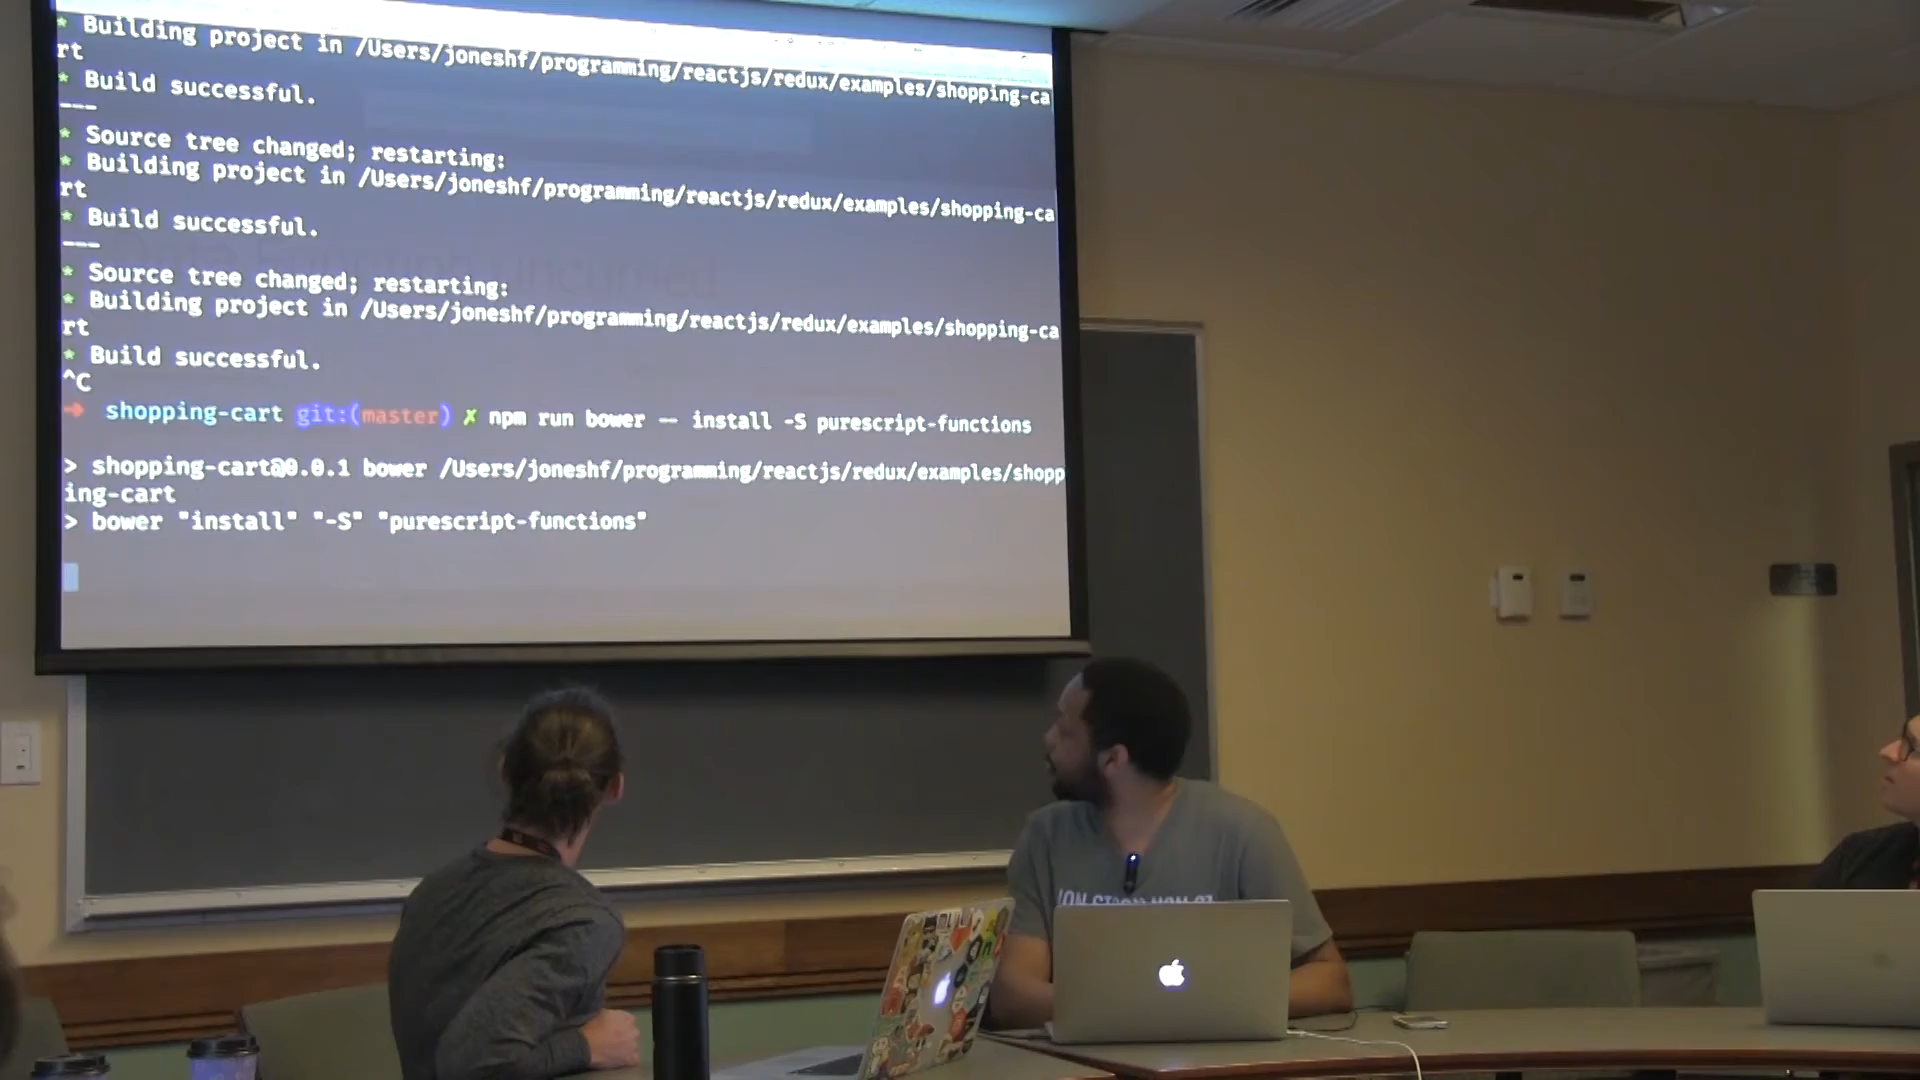 * Building project in /Users/joneshf/programming/reactjs/redux/examples/shopping-ca
rt
* Build successful.
---
* Source tree changed; restarting:
* Building project in /Users/joneshf/programming/reactjs/redux/examples/shopping-ca
rt
* Build successful.
---
* Source tree changed; restarting:
* Building project in /Users/joneshf/programming/reactjs/redux/examples/shopping-ca
rt
* Build successful.
^C
➜ shopping-cart git:(master) ✗ npm run bower -- install -S purescript-functions
> shopping-cart@0.0.1 bower /Users/joneshf/programming/reactjs/redux/examples/shopp
ing-cart
> bower "install" "-S" "purescript-functions"